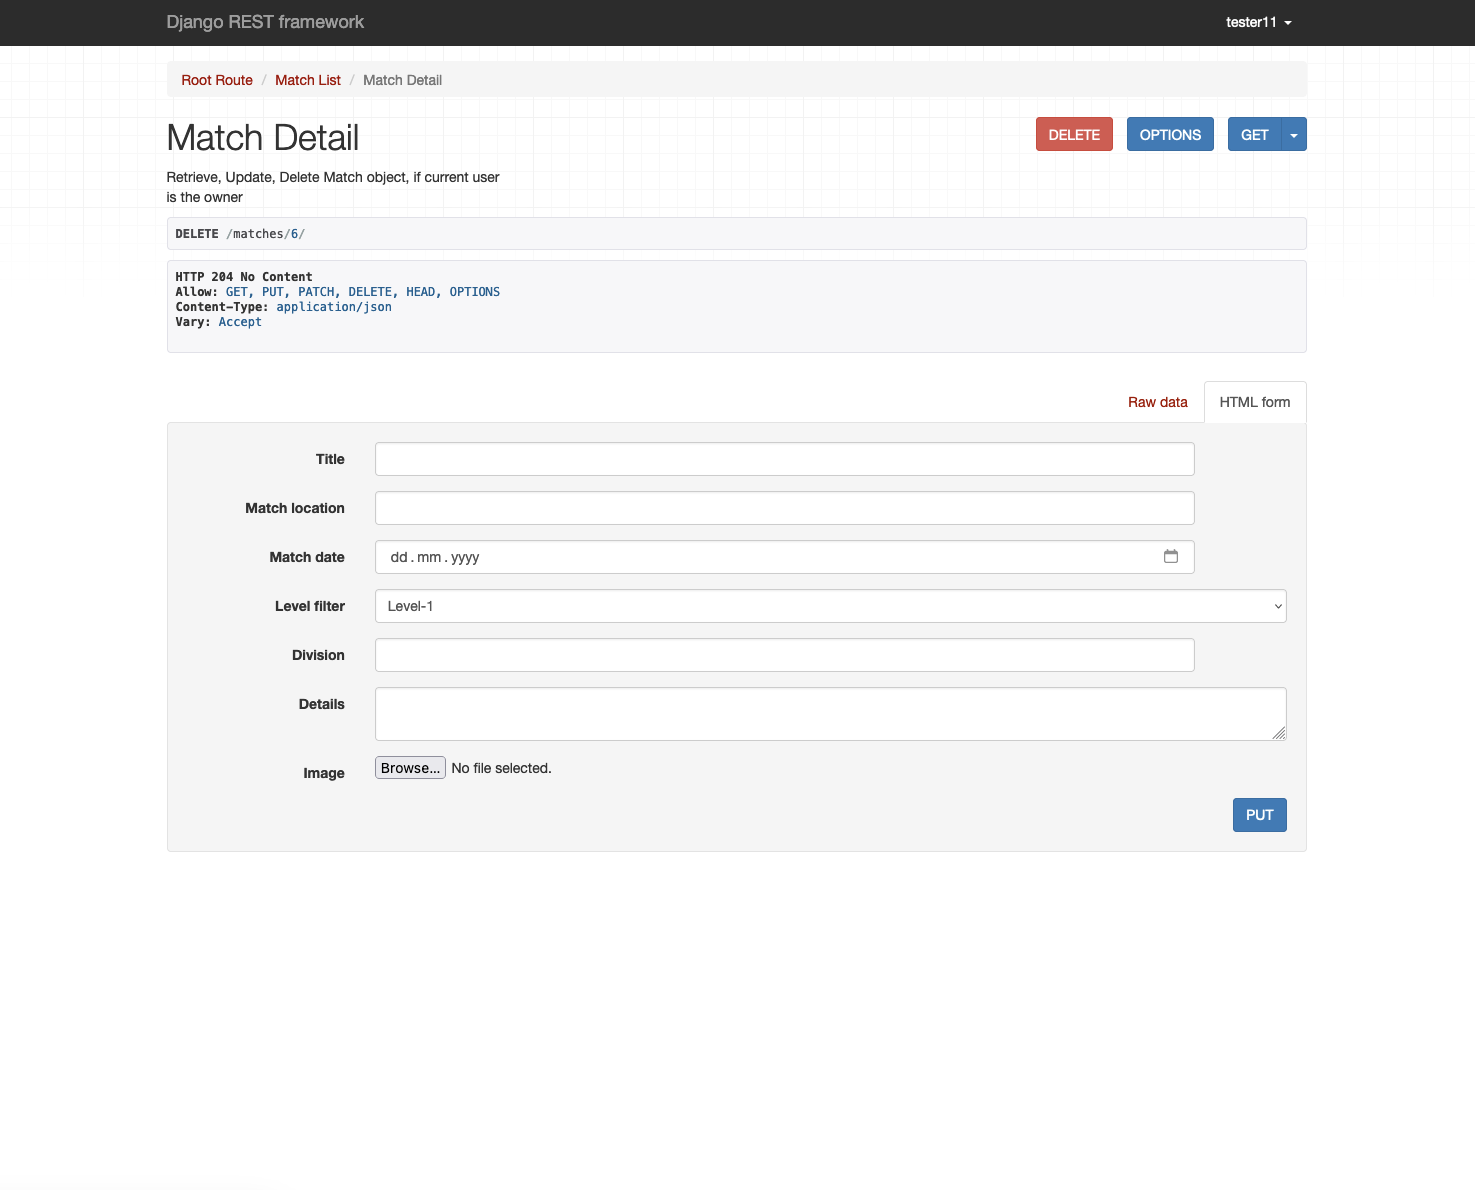 Django REST framework
tester11
Root Route / Match List / Match Detail
Match Detail
DELETE
OPTIONS
GET
Retrieve, Update, Delete Match object, if current user
is the owner
DELETE /matches/6/
HTTP 204 No Content
Allow: GET, PUT, PATCH, DELETE, HEAD, OPTIONS
Content-Type: application/json
Vary: Accept
Raw data
HTML form
Title
Match location
Match date
dd . mm . yyyy
Level filter
Level-1
Division
Details
Image
Browse... No file selected.
PUT